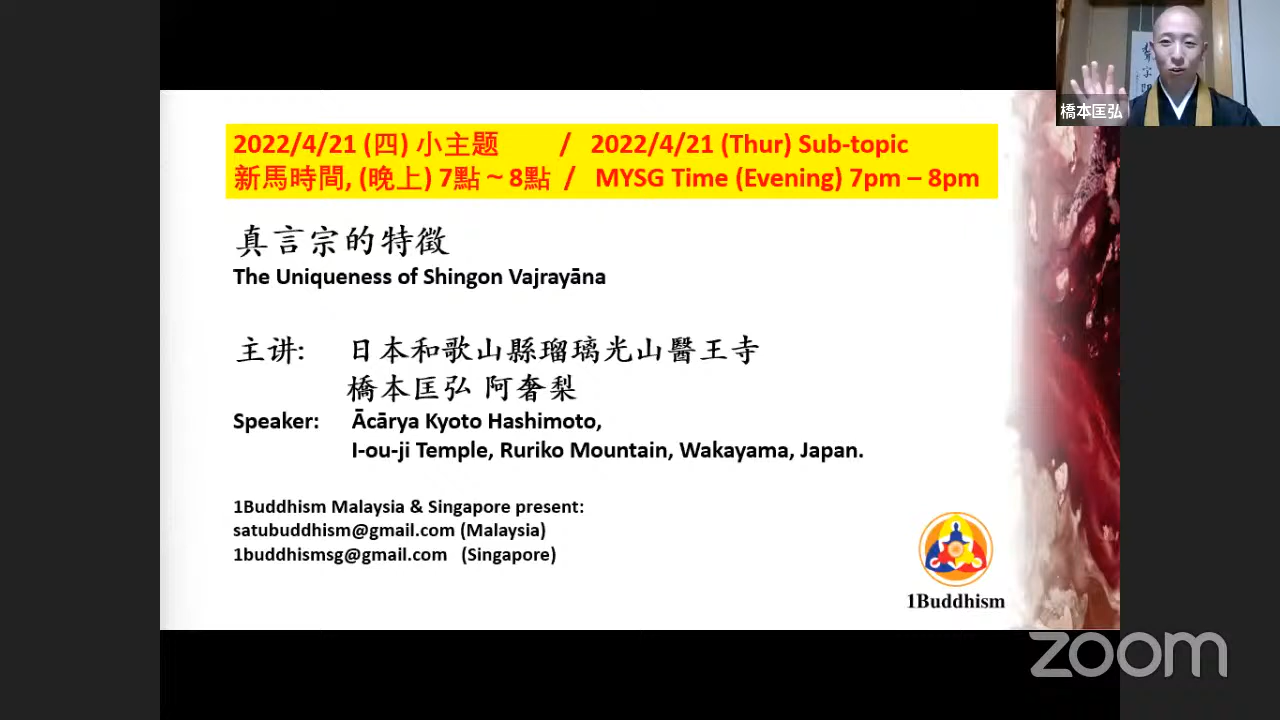 2022/4/21 (四) 小主题 / 2022/4/21 (Thur) Sub-topic
新馬時間, (晚上) 7點 ~ 8點 / MYSG Time (Evening) 7pm – 8pm
真言宗的特徵
The Uniqueness of Shingon Vajrayāna
主讲: 日本和歌山縣瑠璃光山醫王寺
橋本匡弘 阿奢梨
Speaker: Ācārya Kyoto Hashimoto,
I-ou-ji Temple, Ruriko Mountain, Wakayama, Japan.
1Buddhism Malaysia & Singapore present:
satubuddhism@gmail.com (Malaysia)
1buddhismsg@gmail.com (Singapore)
1Buddhism
橋本匡弘
zoom